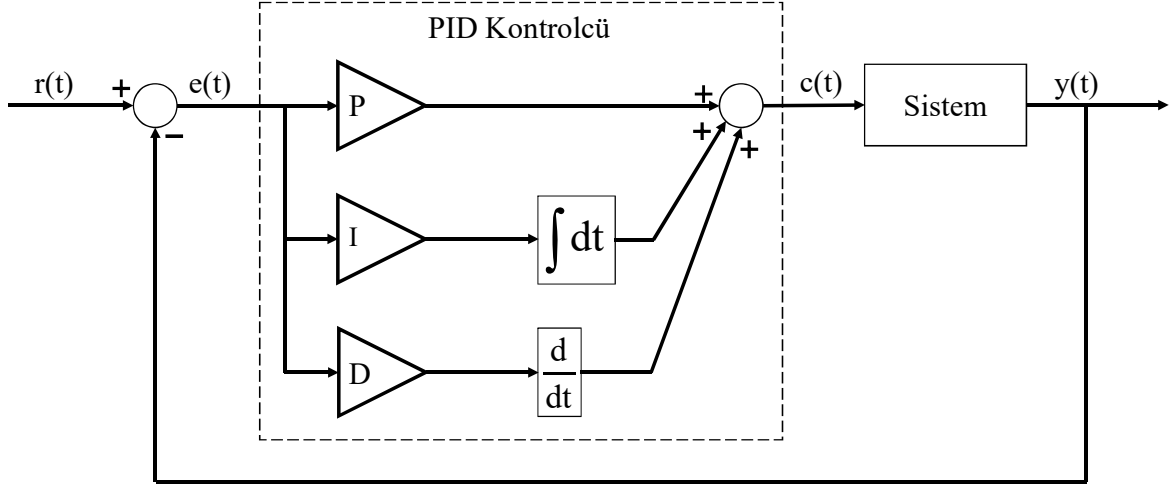 PID Kontrolcü
r(t)
+
−
e(t)
P
+
+
+
c(t)
Sistem
y(t)
I
∫ dt
D
d
dt